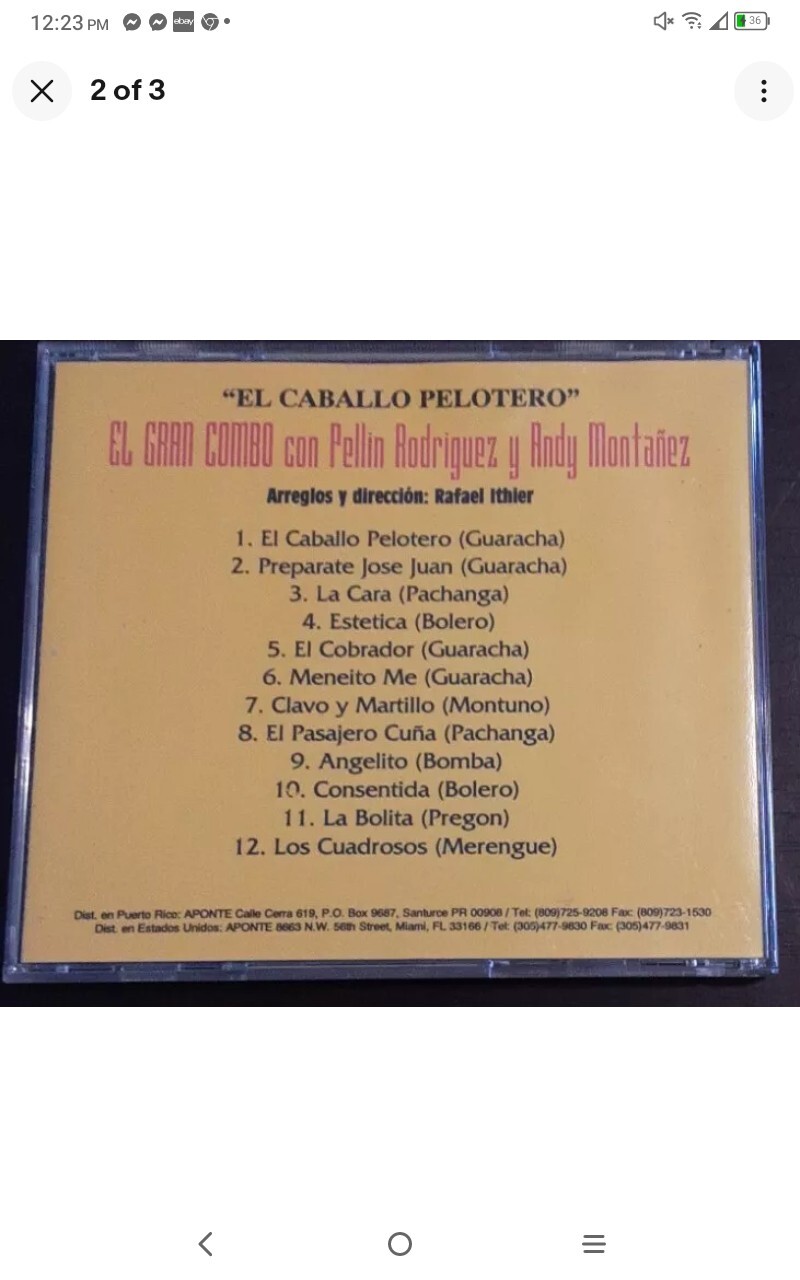 12:23 PM ebay 36
2 of 3
“EL CABALLO PELOTERO”
EL GRAN COMBO con Pellin Rodriguez y Andy Montañez
Arreglos y dirección: Rafael Ithier
1. El Caballo Pelotero (Guaracha)
2. Preparate Jose Juan (Guaracha)
3. La Cara (Pachanga)
4. Estetica (Bolero)
5. El Cobrador (Guaracha)
6. Meneito Me (Guaracha)
7. Clavo y Martillo (Montuno)
8. El Pasajero Cuña (Pachanga)
9. Angelito (Bomba)
10. Consentida (Bolero)
11. La Bolita (Pregon)
12. Los Cuadrosos (Merengue)
Dist. en Puerto Rico: APONTE Calle Cerra 619, P.O. Box 9687, Santurce PR 00908 / Tel: (809)725-9208 Fax: (809)723-1530
Dist. en Estados Unidos: APONTE 8663 N.W. 56th Street, Miami, FL 33166 / Tel: (305)477-9630 Fax: (305)477-9831